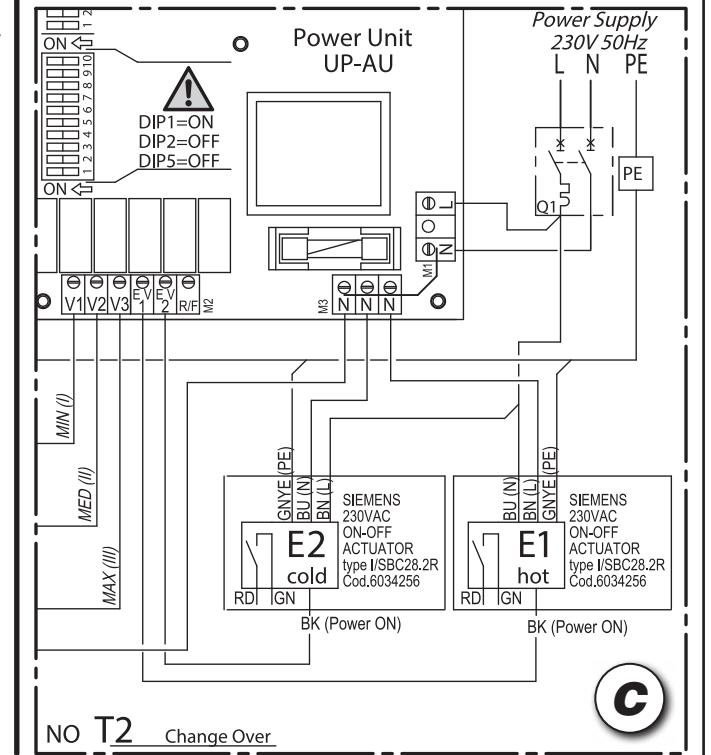 1 2
ON
10
9
8
7
6
5
4
3
2
1
ON
Power Unit
UP-AU
DIP1=ON
DIP2=OFF
DIP5=OFF
Power Supply
230V 50Hz
L N PE
PE
Q1
L
N
M1
V1 V2 V3 E V 1 E V 2 R/F M2
M3 N N N
MIN (I)
MED (II)
MAX (III)
GNYE (PE)
BU (N)
BN (L)
BU (N)
BN (L)
GNYE (PE)
E2
cold
RD GN
SIEMENS
230VAC
ON-OFF
ACTUATOR
type I/SBC28.2R
Cod.6034256
BK (Power ON)
E1
hot
RD GN
SIEMENS
230VAC
ON-OFF
ACTUATOR
type I/SBC28.2R
Cod.6034256
BK (Power ON)
NO T2 Change Over
C